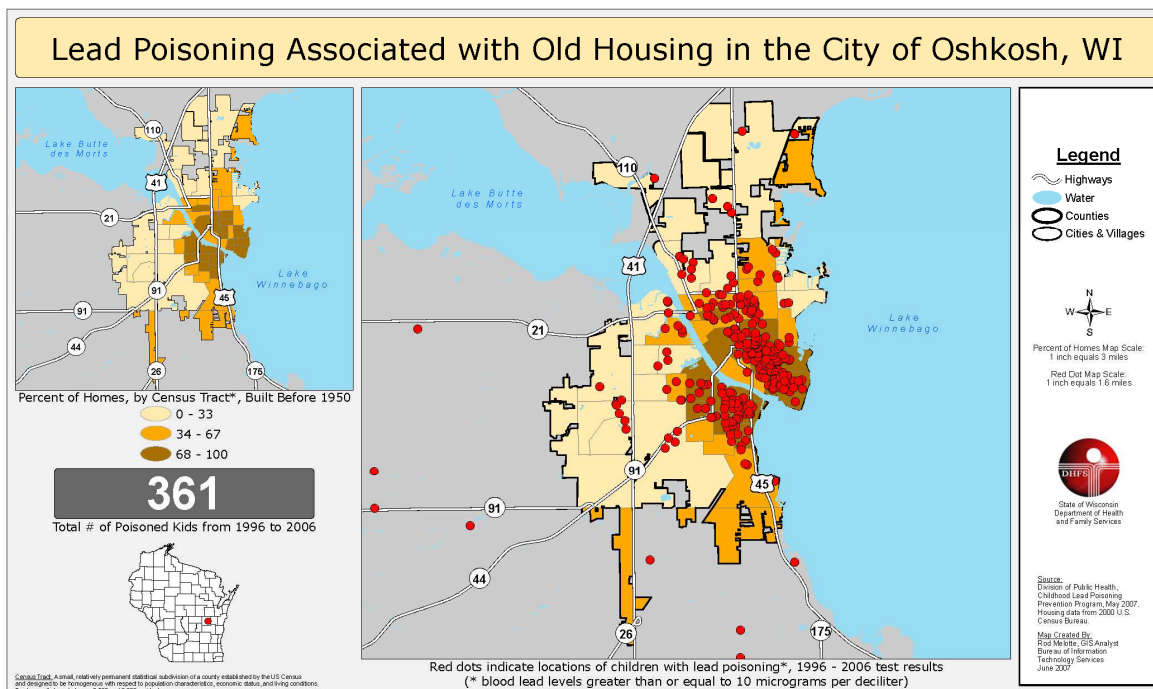 Lead Poisoning Associated with Old Housing in the City of Oshkosh, WI
110
Lake Butte
des Morts
41
21
Lake
Winnebago
91
45
91
44
26
175
Percent of Homes, by Census Tract*, Built Before 1950
0 - 33
34 - 67
68 - 100
361
Total # of Poisoned Kids from 1996 to 2006
Census Tract: A small, relatively permanent statistical subdivision of a county established by the US Census
and designed to be homogenous with respect to population characteristics, economic status, and living conditions.
110
Lake Butte
des Morts
41
21
Lake
Winnebago
91
45
91
44
26
175
Red dots indicate locations of children with lead poisoning*, 1996 - 2006 test results
(* blood lead levels greater than or equal to 10 micrograms per deciliter)
Legend
Highways
Water
Counties
Cities & Villages
N
W E
S
Percent of Homes Map Scale:
1 inch equals 3 miles
Red Dot Map Scale:
1 inch equals 1.6 miles
DHFS
State of Wisconsin
Department of Health
and Family Services
Source:
Division of Public Health,
Childhood Lead Poisoning
Prevention Program, May 2007.
Housing data from 2000 U.S.
Census Bureau.
Map Created By:
Rod Melotte, GIS Analyst
Bureau of Information
Technology Services
June 2007